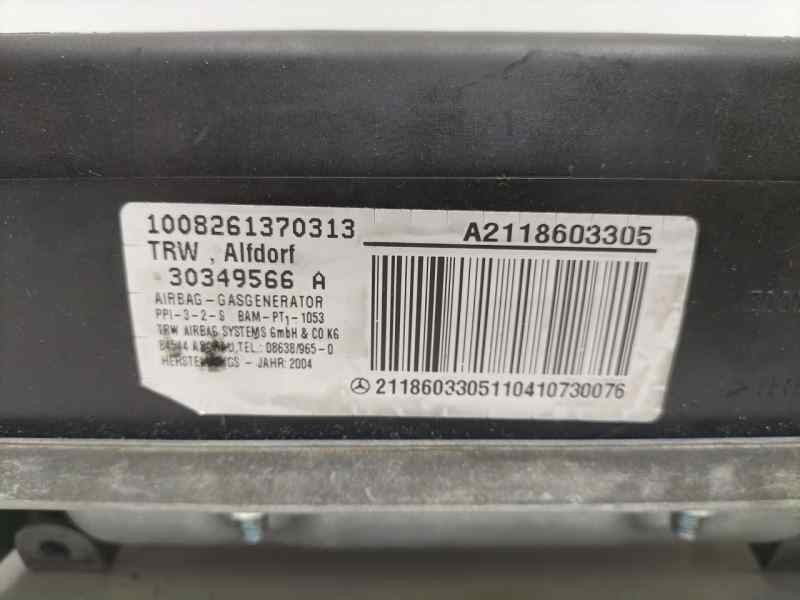 1008261370313
A2118603305
TRW , Alfdorf
30349566 A
AIRBAG - GASGENERATOR
PPI-3-2-S BAM-PT1-1053
TRW AIRBAG SYSTEMS GmbH & CO KG
84544 TEL.: 08638/965-0
- JAHR: 2004
2118603305110410730076